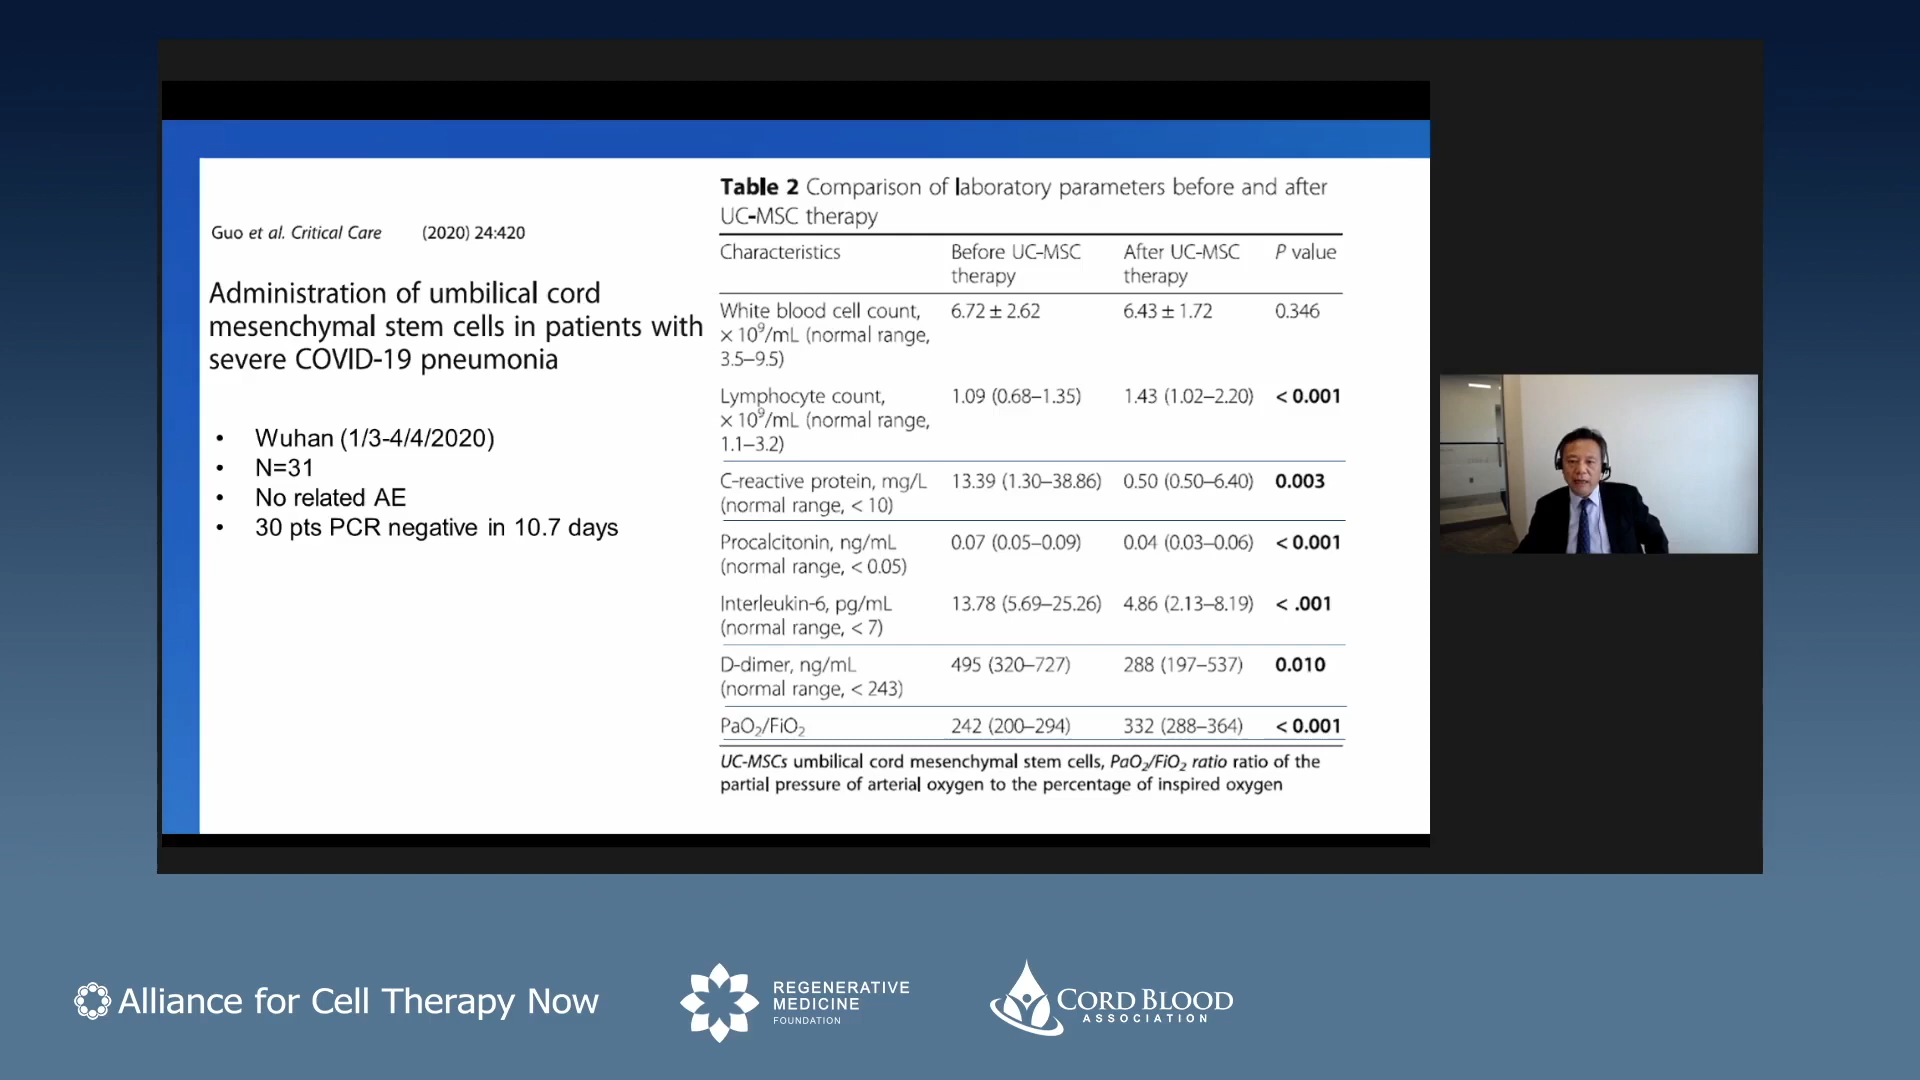 Guo et al. Critical Care (2020) 24:420
Administration of umbilical cord
mesenchymal stem cells in patients with
severe COVID-19 pneumonia
• Wuhan (1/3-4/4/2020)
• N=31
• No related AE
• 30 pts PCR negative in 10.7 days
Table 2 Comparison of laboratory parameters before and after
UC-MSC therapy
Characteristics Before UC-MSC After UC-MSC P value
therapy therapy
White blood cell count, 6.72 ± 2.62 6.43 ± 1.72 0.346
× 10⁹/mL (normal range,
3.5–9.5)
Lymphocyte count, 1.09 (0.68–1.35) 1.43 (1.02–2.20) < 0.001
× 10⁹/mL (normal range,
1.1–3.2)
C-reactive protein, mg/L 13.39 (1.30–38.86) 0.50 (0.50–6.40) 0.003
(normal range, < 10)
Procalcitonin, ng/mL 0.07 (0.05–0.09) 0.04 (0.03–0.06) < 0.001
(normal range, < 0.05)
Interleukin-6, pg/mL 13.78 (5.69–25.26) 4.86 (2.13–8.19) < .001
(normal range, < 7)
D-dimer, ng/mL 495 (320–727) 288 (197–537) 0.010
(normal range, < 243)
PaO₂/FiO₂ 242 (200–294) 332 (288–364) < 0.001
UC-MSCs umbilical cord mesenchymal stem cells, PaO₂/FiO₂ ratio ratio of the
partial pressure of arterial oxygen to the percentage of inspired oxygen
Alliance for Cell Therapy Now
REGENERATIVE
MEDICINE
FOUNDATION
CORD BLOOD
ASSOCIATION